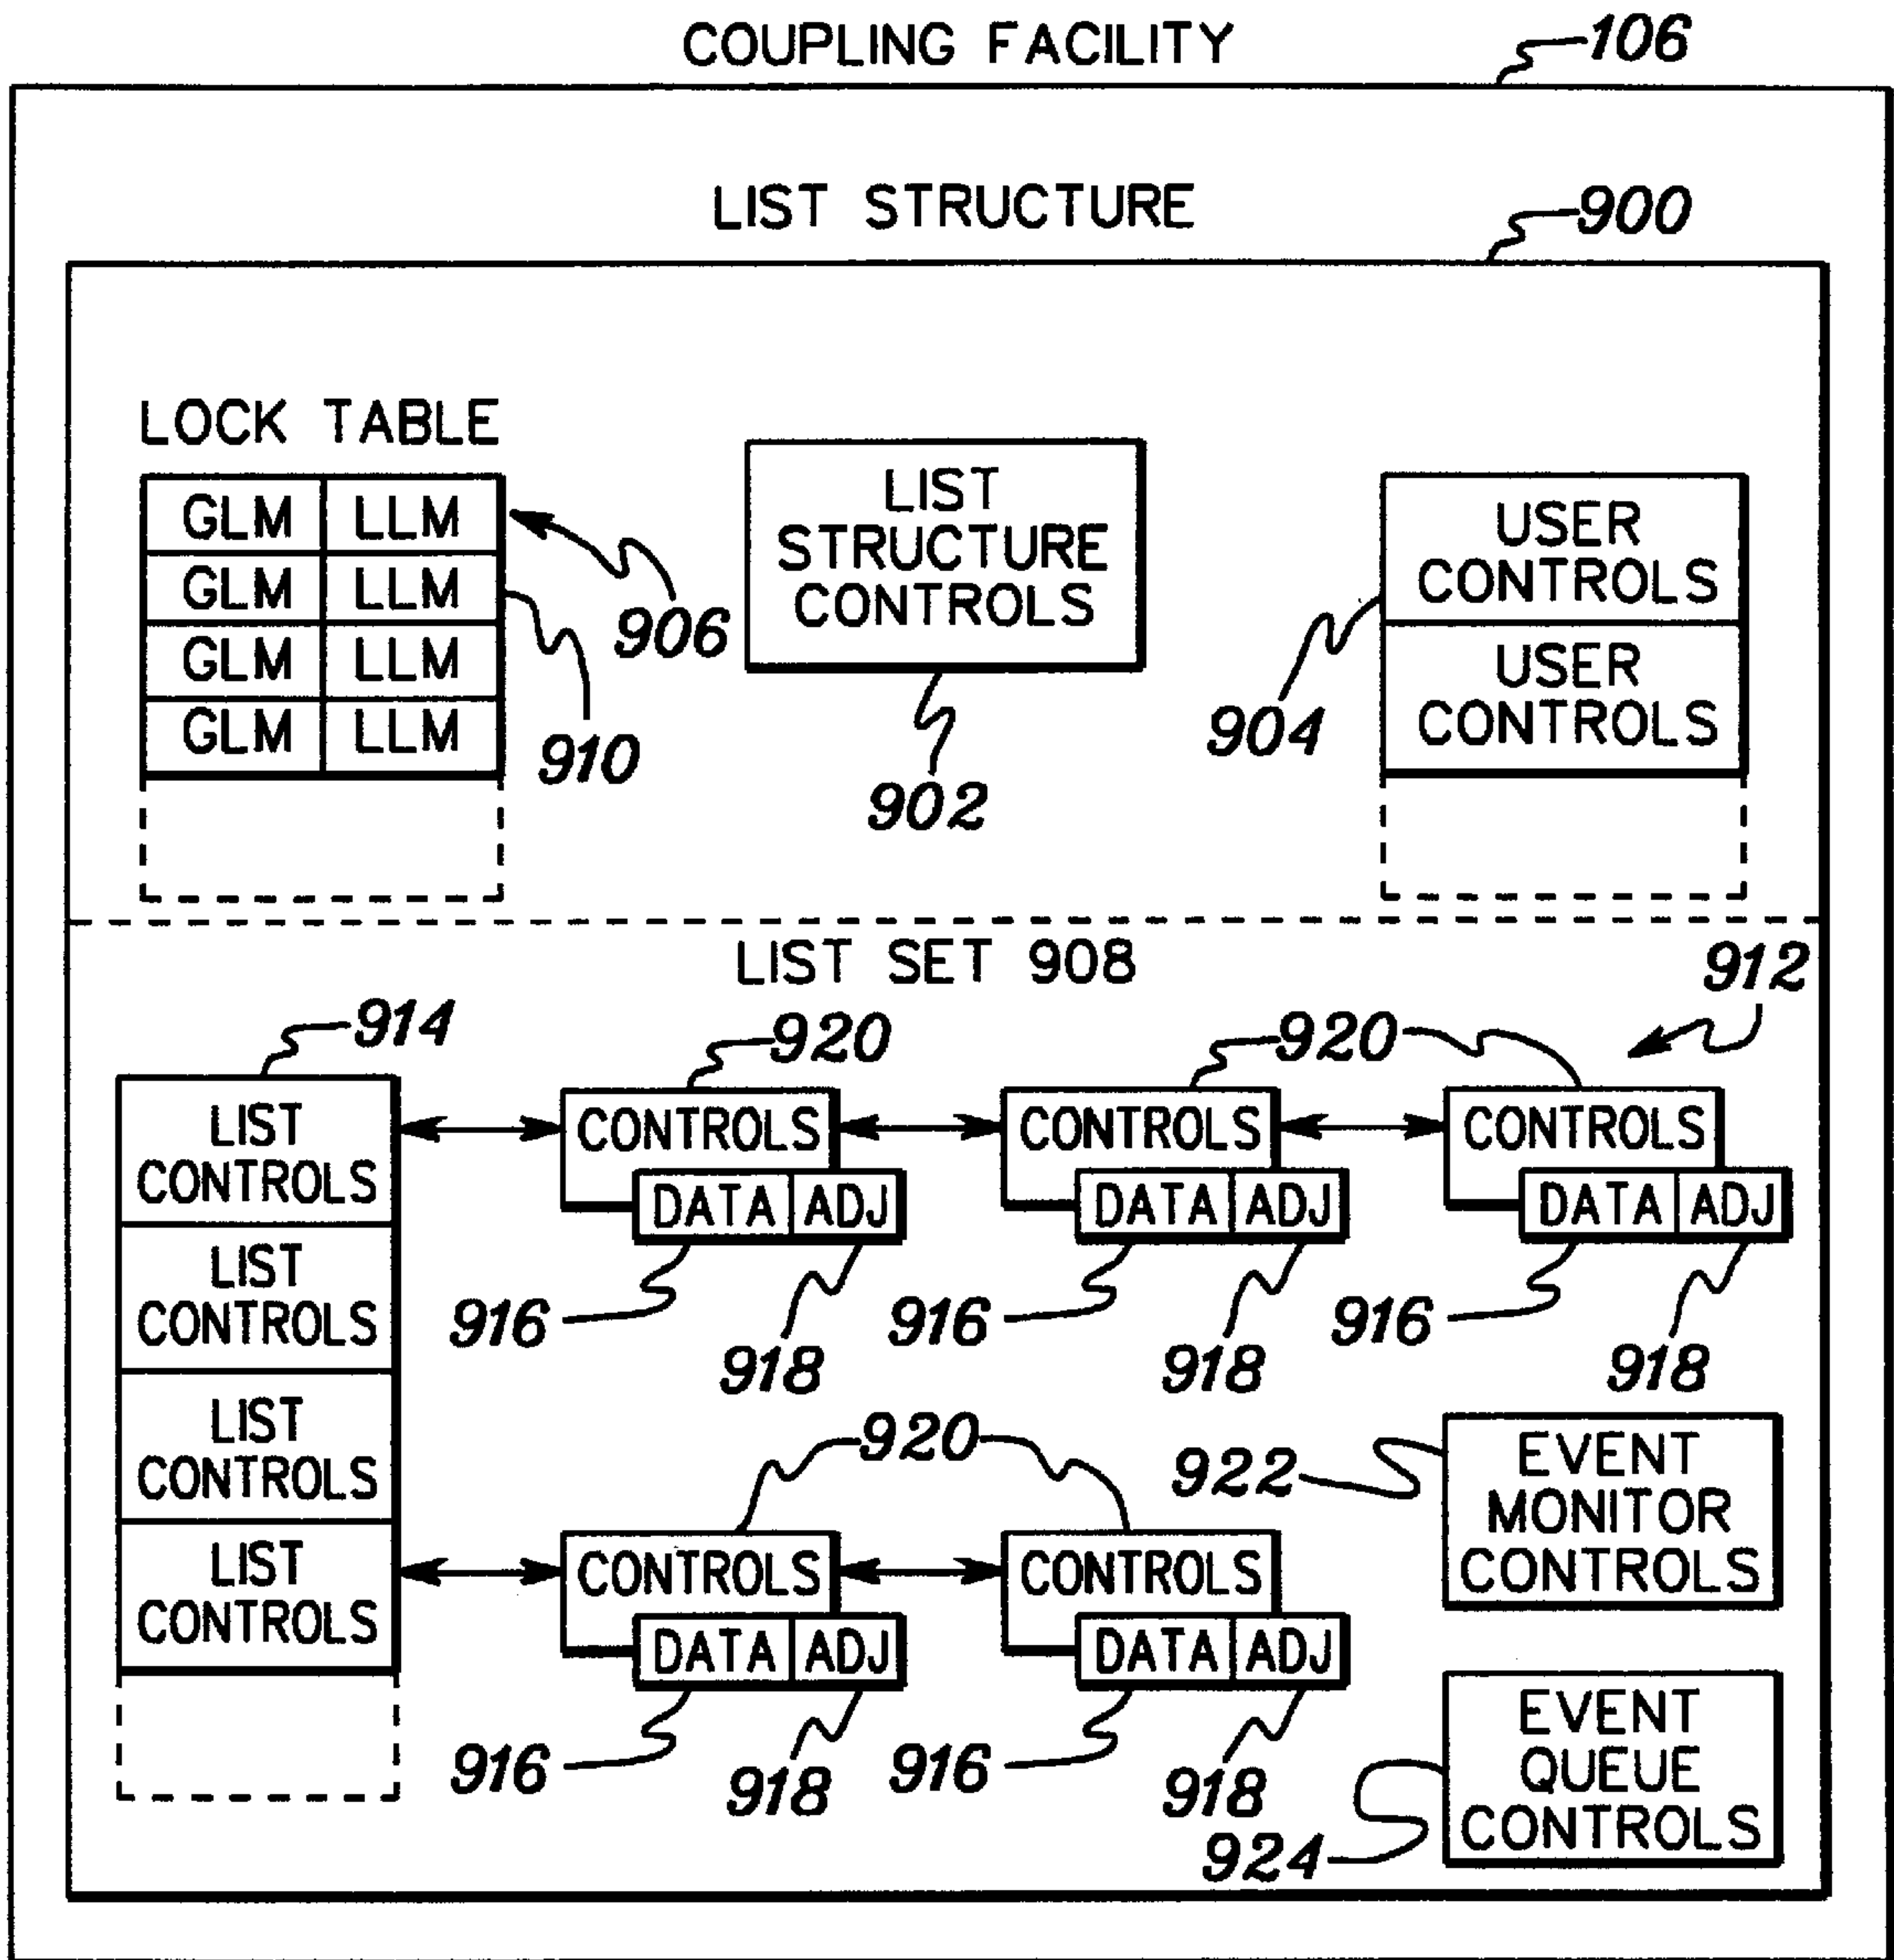 COUPLING FACILITY
106
LIST STRUCTURE
900
LOCK TABLE
GLM LLM
GLM LLM
GLM LLM
GLM LLM
906
910
LIST
STRUCTURE
CONTROLS
902
USER
CONTROLS
USER
CONTROLS
904
LIST SET 908
912
914
920
920
LIST
CONTROLS
CONTROLS
CONTROLS
CONTROLS
DATA ADJ
DATA ADJ
DATA ADJ
LIST
CONTROLS
916
918
916
918
916
918
LIST
CONTROLS
920
922
EVENT
MONITOR
CONTROLS
LIST
CONTROLS
CONTROLS
CONTROLS
DATA ADJ
DATA ADJ
916
918
916
918
EVENT
QUEUE
CONTROLS
924